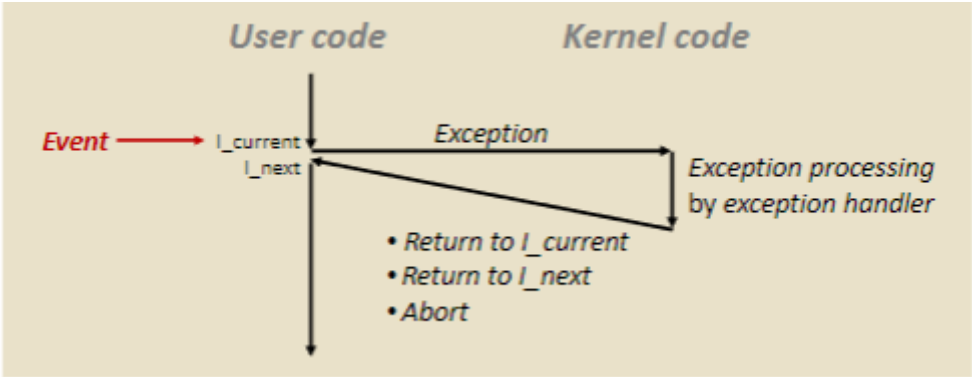 User code
Kernel code
Event
I_current
Exception
I_next
Exception processing
by exception handler
• Return to I_current
• Return to I_next
• Abort